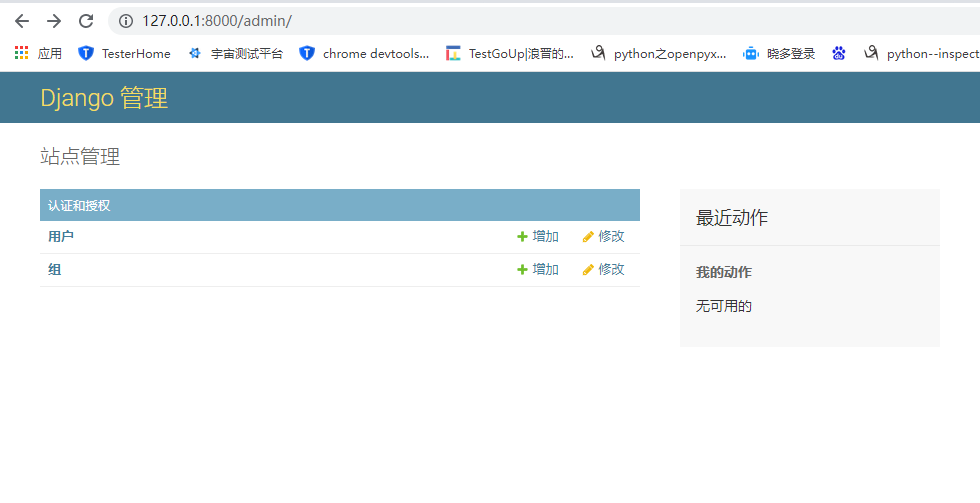 127.0.0.1:8000/admin/
应用 TesterHome 宇宙测试平台 chrome devtools... TestGoUp|浪晋的... python之openpyx... 晓多登录 python--inspect
Django 管理
站点管理
认证和授权
用户 增加 修改
组 增加 修改
最近动作
我的动作
无可用的